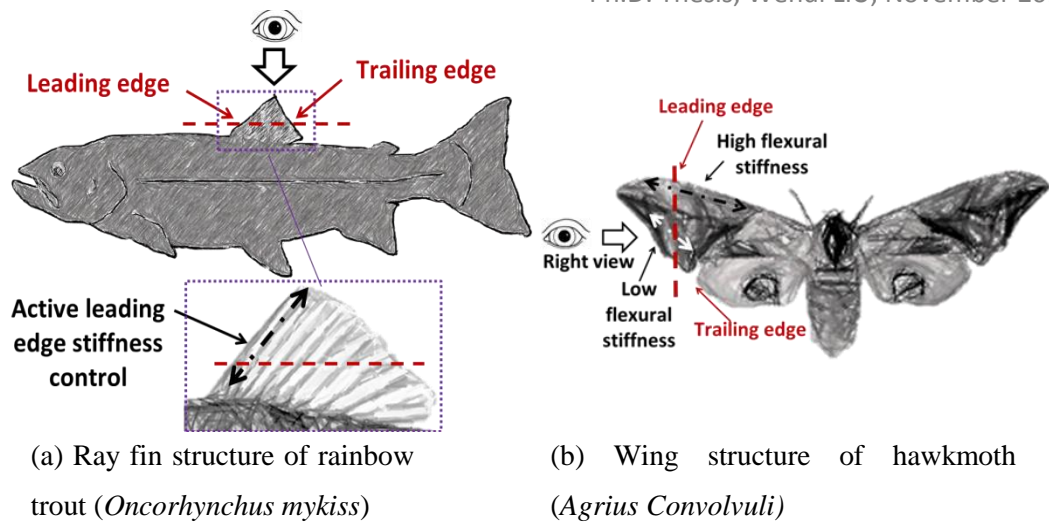 Leading edge
Trailing edge
Active leading
edge stiffness
control
Leading edge
High flexural
stiffness
Right view
Low
flexural
stiffness
Trailing edge
(a) Ray fin structure of rainbow
trout (Oncorhynchus mykiss)
(b) Wing structure of hawkmoth
(Agrius Convolvuli)